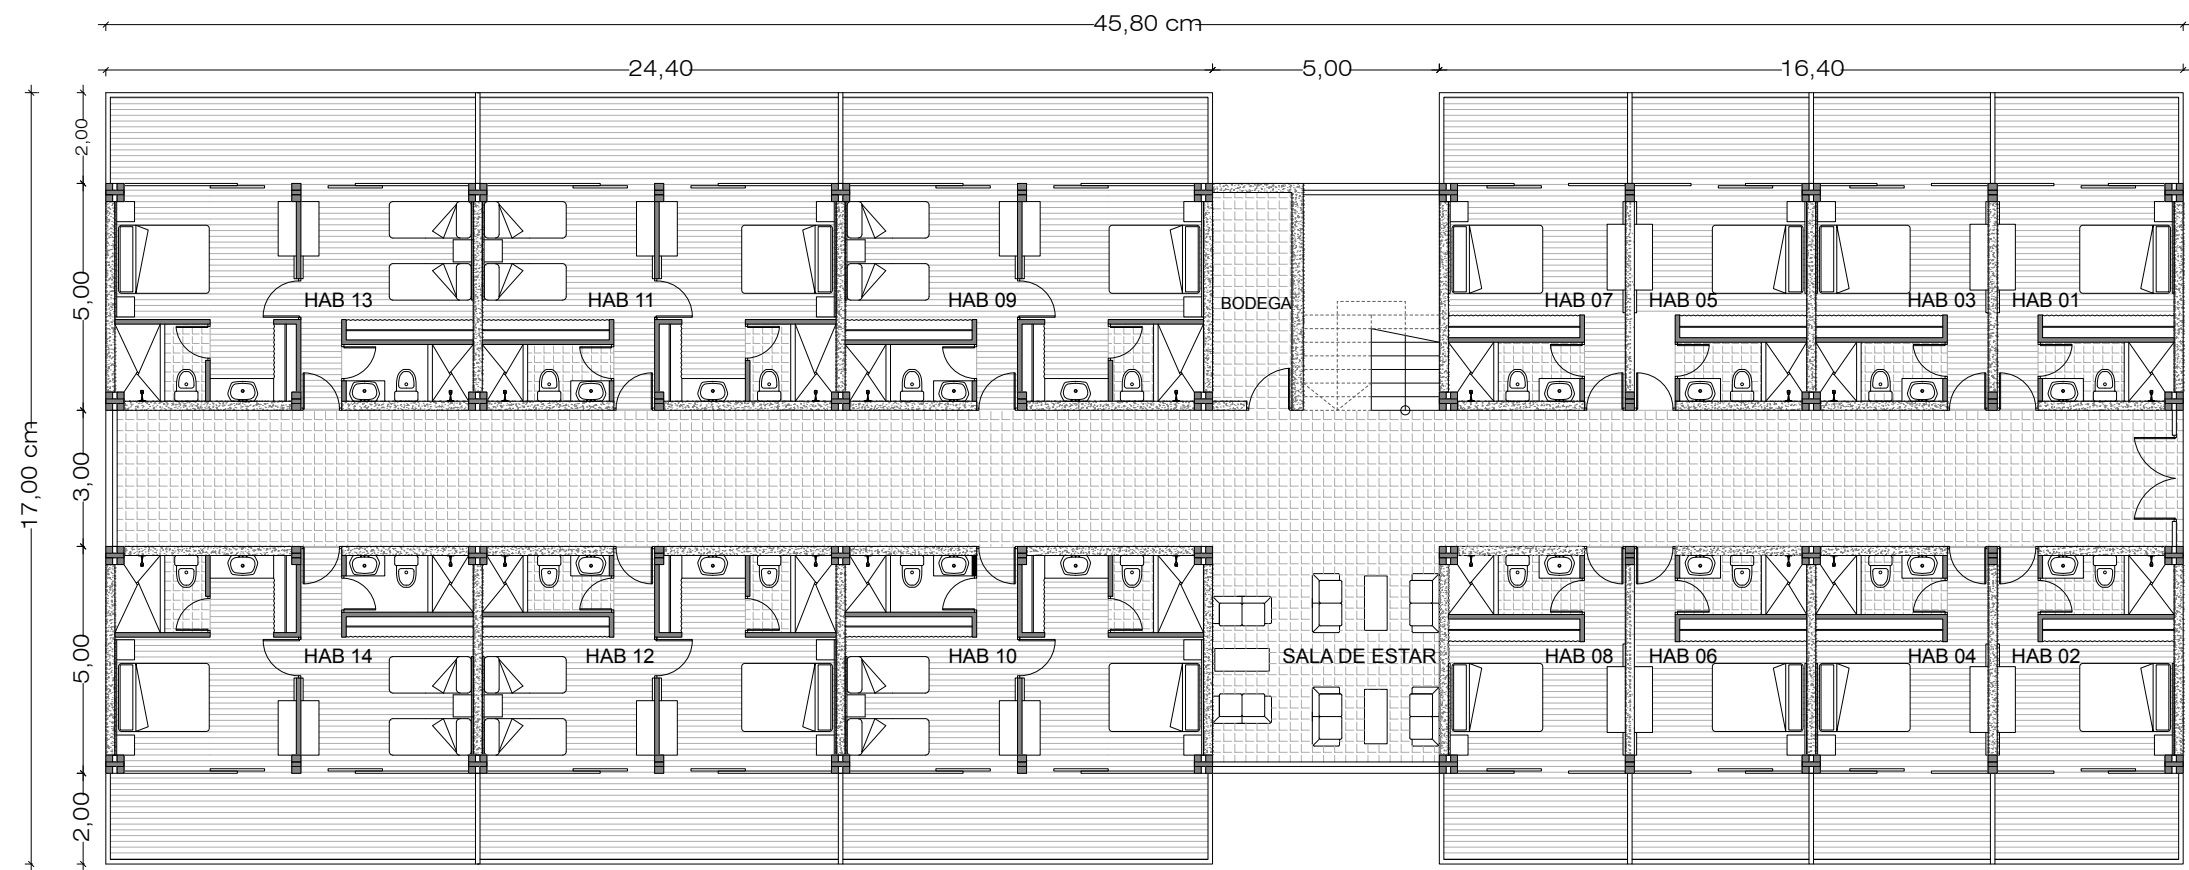 45,80 cm
24,40
5,00
16,40
2,00
5,00
3,00
17,00 cm
5,00
2,00
HAB 13
HAB 11
HAB 09
BODEGA
HAB 07
HAB 05
HAB 03
HAB 01
HAB 14
HAB 12
HAB 10
SALA DE ESTAR
HAB 08
HAB 06
HAB 04
HAB 02